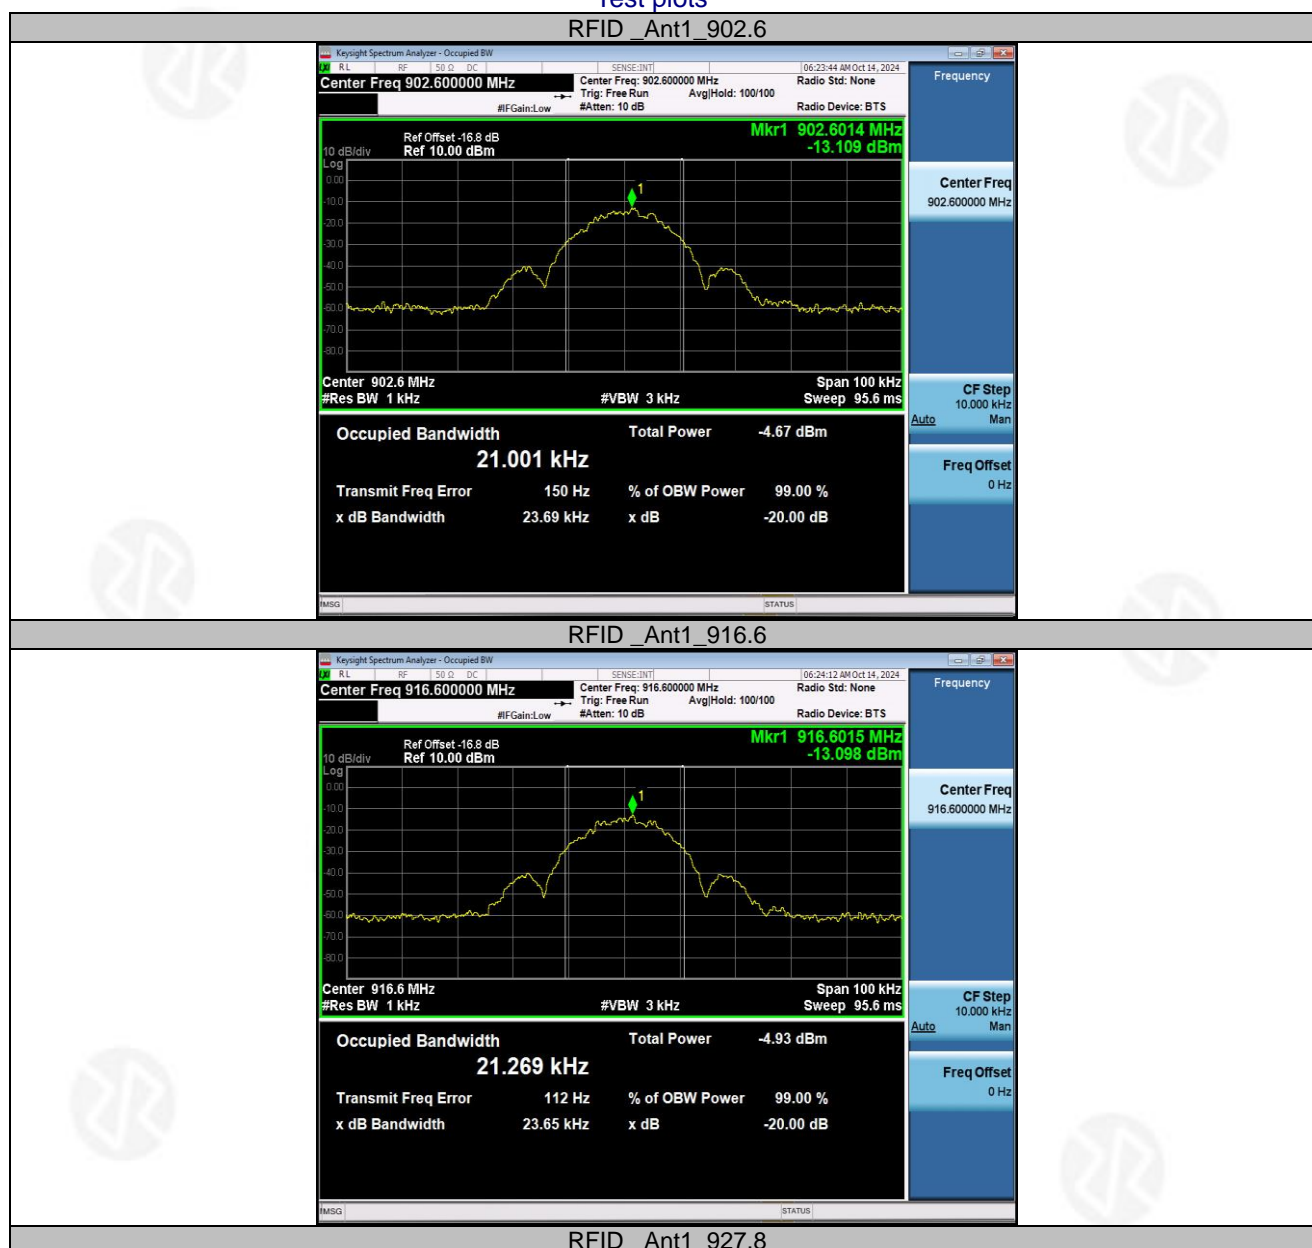 Test plots
RFID _Ant1_902.6
Keysight Spectrum Analyzer - Occupied BW
LXI RL RF 50 Ω DC SENSE:INT 06:23:44 AM Oct 14, 2024
Center Freq 902.600000 MHz Center Freq: 902.600000 MHz Radio Std: None Frequency
Trig: Free Run Avg|Hold: 100/100
#IFGain:Low #Atten: 10 dB Radio Device: BTS
Mkr1 902.6014 MHz
Ref Offset -16.8 dB
10 dB/div Ref 10.00 dBm -13.109 dBm
Log
0.00
-10.0
-20.0
-30.0
-40.0
-50.0
-60.0
-70.0
-80.0
1
Center Freq
902.600000 MHz
Center 902.6 MHz Span 100 kHz
#Res BW 1 kHz #VBW 3 kHz Sweep 95.6 ms
CF Step
10.000 kHz
Auto Man
Occupied Bandwidth Total Power -4.67 dBm
21.001 kHz
Transmit Freq Error 150 Hz % of OBW Power 99.00 %
x dB Bandwidth 23.69 kHz x dB -20.00 dB
Freq Offset
0 Hz
MSG STATUS
RFID _Ant1_916.6
Keysight Spectrum Analyzer - Occupied BW
LXI RL RF 50 Ω DC SENSE:INT 06:24:12 AM Oct 14, 2024
Center Freq 916.600000 MHz Center Freq: 916.600000 MHz Radio Std: None Frequency
Trig: Free Run Avg|Hold: 100/100
#IFGain:Low #Atten: 10 dB Radio Device: BTS
Mkr1 916.6015 MHz
Ref Offset -16.8 dB
10 dB/div Ref 10.00 dBm -13.098 dBm
Log
0.00
-10.0
-20.0
-30.0
-40.0
-50.0
-60.0
-70.0
-80.0
1
Center Freq
916.600000 MHz
Center 916.6 MHz Span 100 kHz
#Res BW 1 kHz #VBW 3 kHz Sweep 95.6 ms
CF Step
10.000 kHz
Auto Man
Occupied Bandwidth Total Power -4.93 dBm
21.269 kHz
Transmit Freq Error 112 Hz % of OBW Power 99.00 %
x dB Bandwidth 23.65 kHz x dB -20.00 dB
Freq Offset
0 Hz
MSG STATUS
RFID _Ant1_927.8